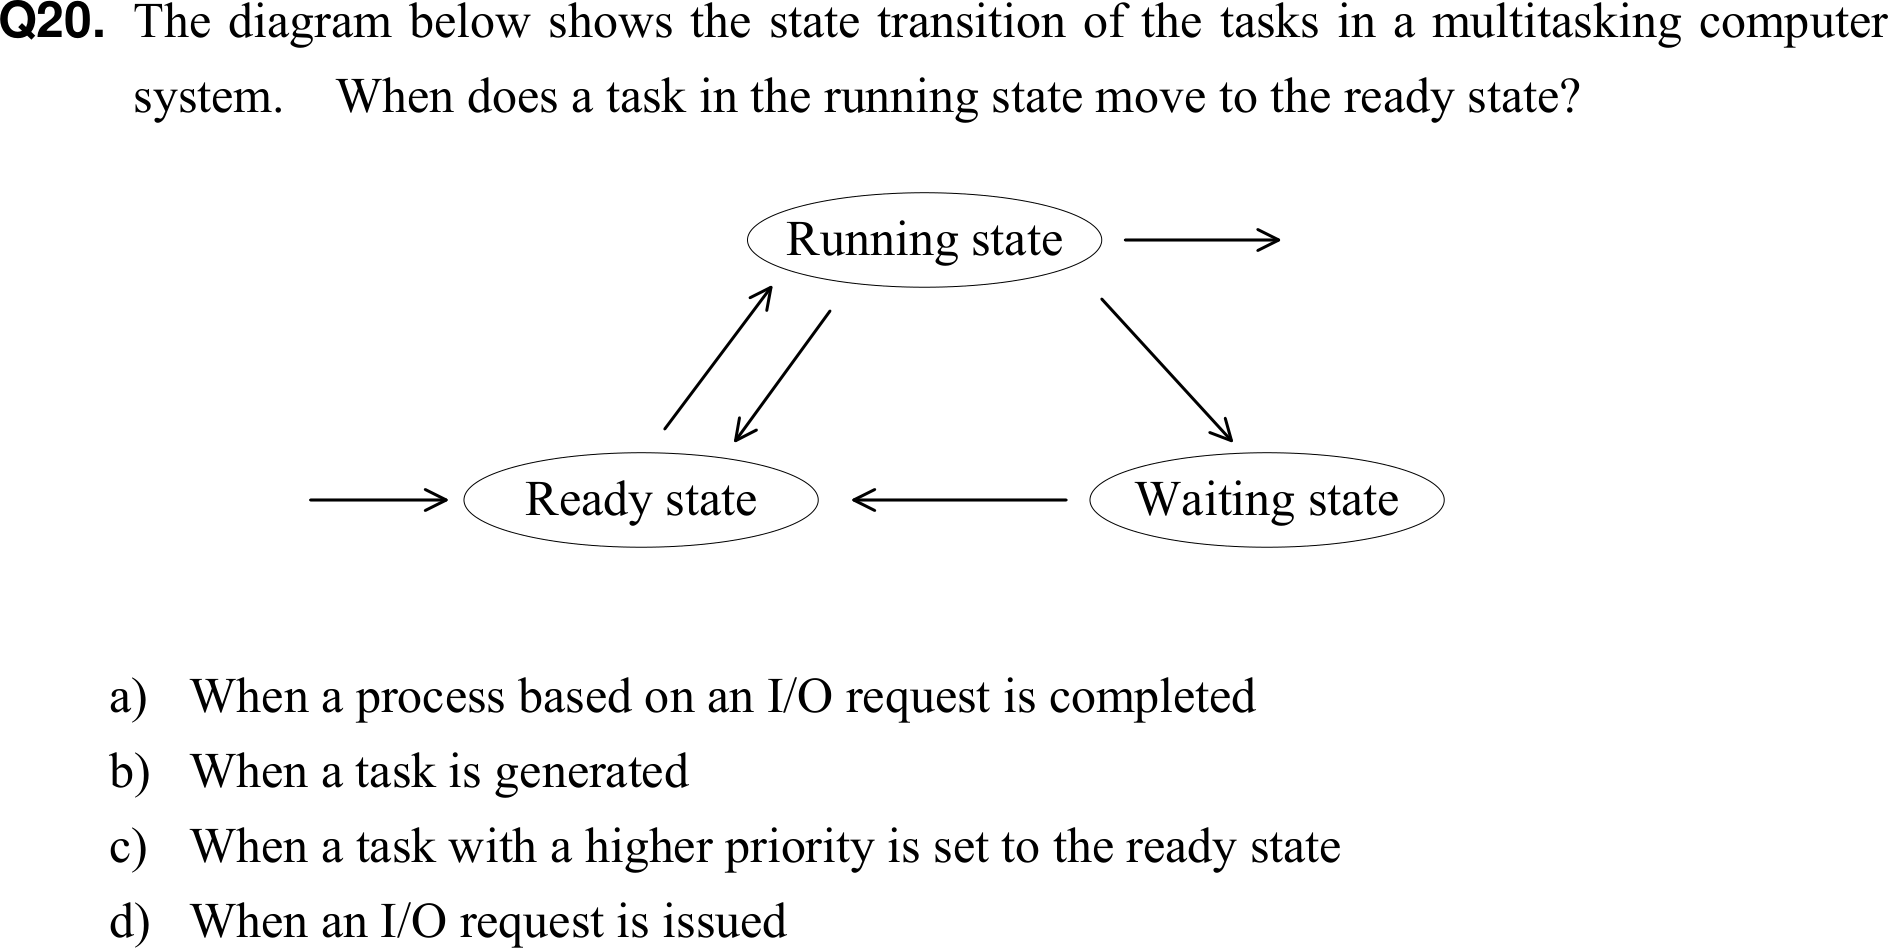 Q20. The diagram below shows the state transition of the tasks in a multitasking computer
system. When does a task in the running state move to the ready state?
Running state
Ready state
Waiting state
a) When a process based on an I/O request is completed
b) When a task is generated
c) When a task with a higher priority is set to the ready state
d) When an I/O request is issued